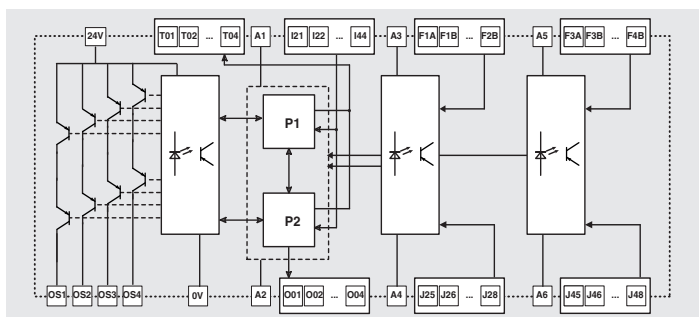 24V T01 T02 ... T04 A1 I21 I22 ... I44 A3 F1A F1B ... F2B A5 F3A F3B ... F4B
P1
P2
OS1 OS2 OS3 OS4 0V A2 O01 O02 ... O04 A4 J25 J26 ... J28 A6 J45 J46 ... J48